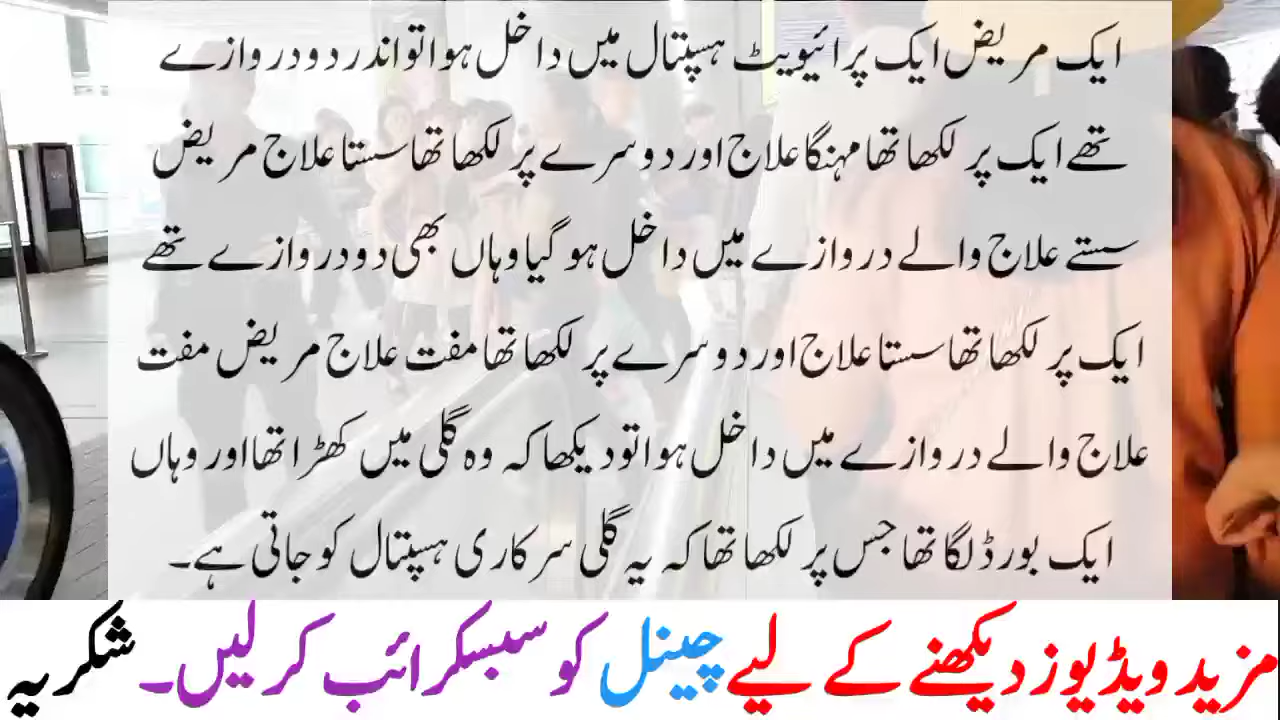 ایک مریض ایک پرائیویٹ ہسپتال میں داخل ہوا تو اندر دو دروازے
تھے ایک پر لکھا تھا مہنگا علاج اور دوسرے پر لکھا تھا سستا علاج مریض
سستے علاج والے دروازے میں داخل ہو گیا وہاں بھی دو دروازے تھے
ایک پر لکھا تھا سستا علاج اور دوسرے پر لکھا تھا مفت علاج مریض مفت
علاج والے دروازے میں داخل ہوا تو دیکھا کہ وہ گلی میں کھڑا تھا اور وہاں
ایک بورڈ لگا تھا جس پر لکھا تھا کہ یہ گلی سرکاری ہسپتال کو جاتی ہے۔
مزید ویڈیوز دیکھنے کے لیے چینل کو سبسکرائب کر لیں۔ شکریہ